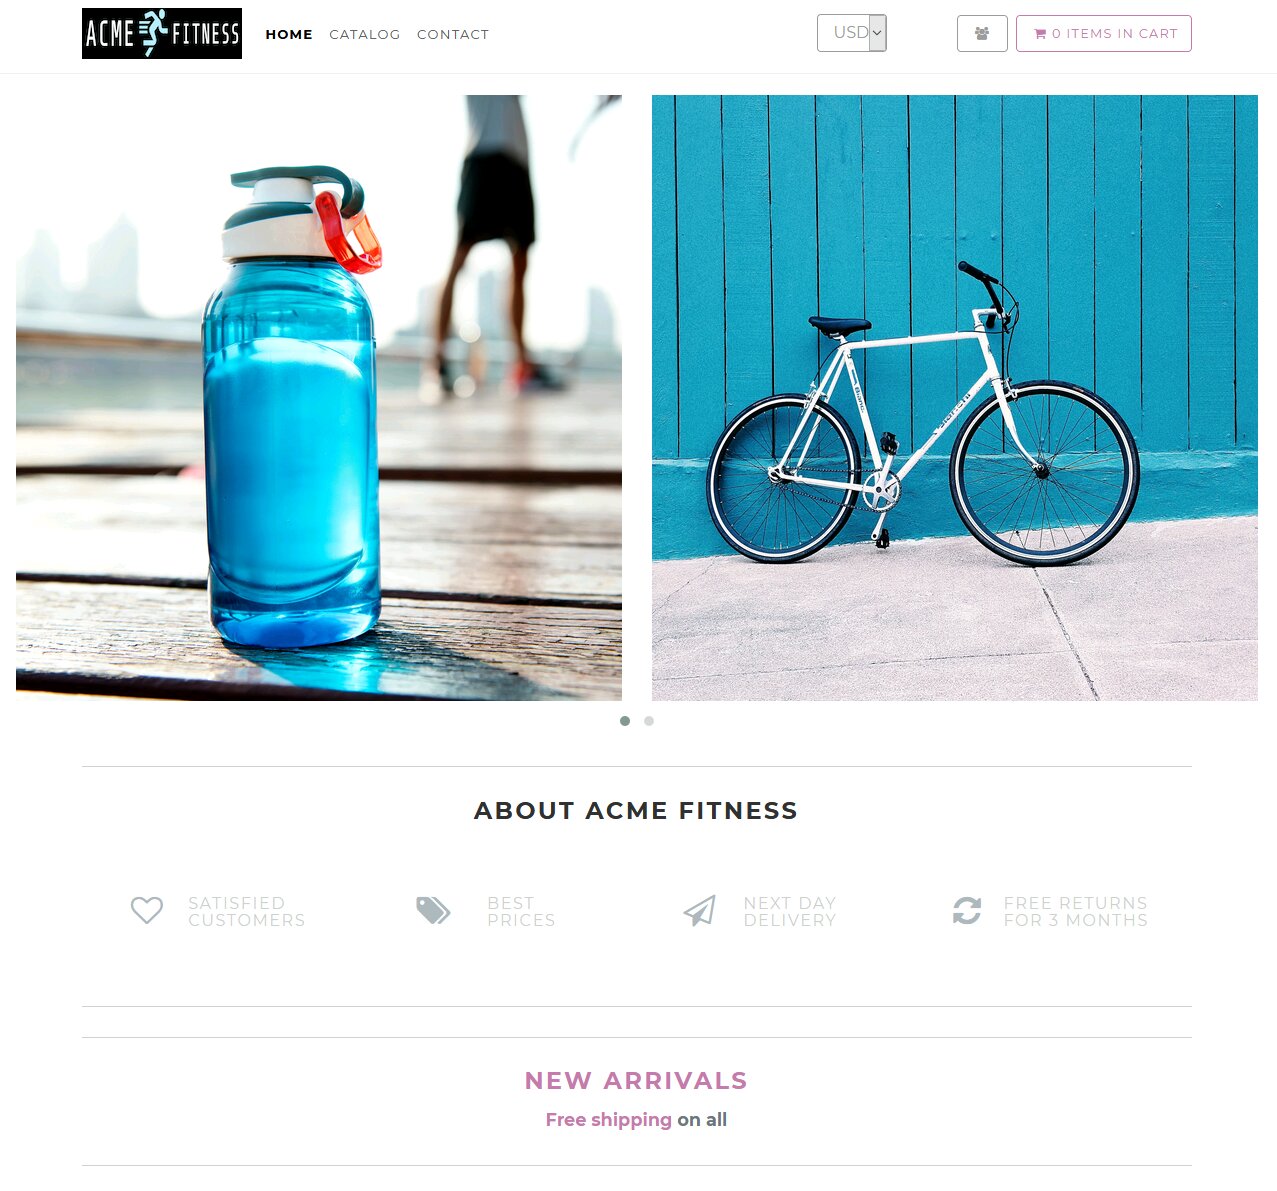 ACME FITNESS
HOME CATALOG CONTACT
USD
0 ITEMS IN CART
ABOUT ACME FITNESS
SATISFIED
CUSTOMERS
BEST
PRICES
NEXT DAY
DELIVERY
FREE RETURNS
FOR 3 MONTHS
NEW ARRIVALS
Free shipping on all